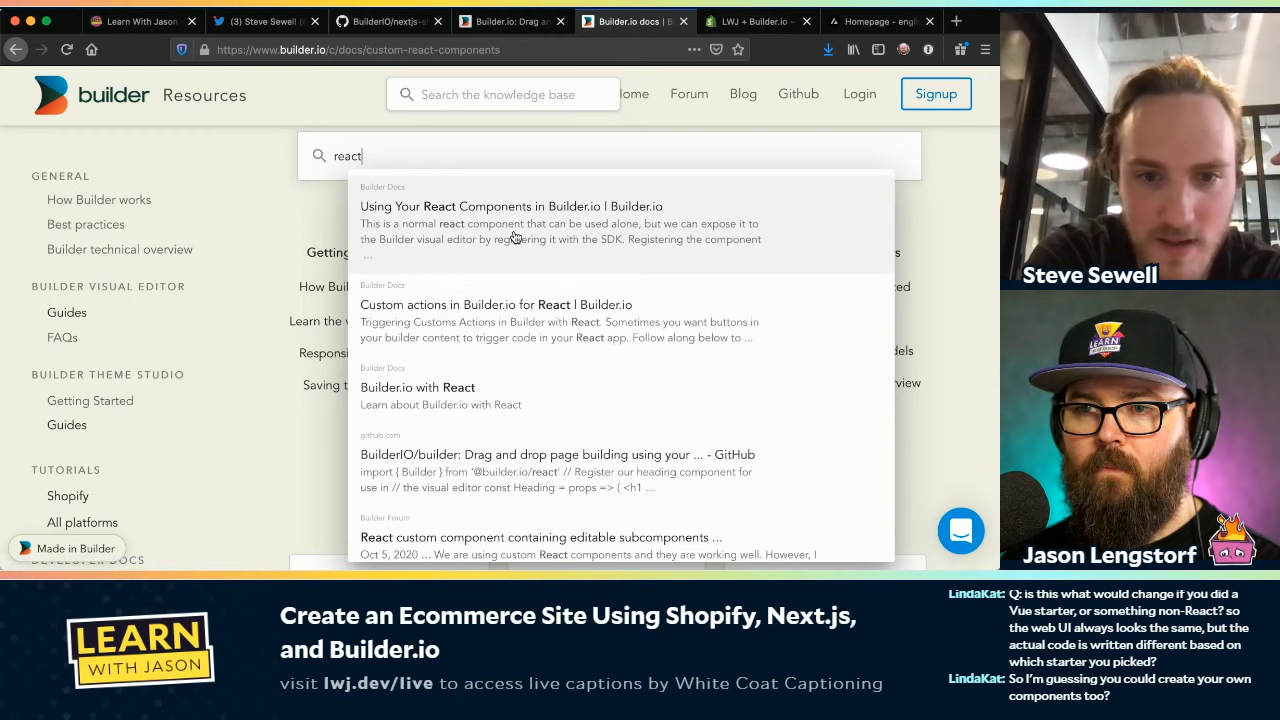 Learn With Jason
(3) Steve Sewell
BuilderIO/nextjs-s
Builder.io: Drag an
Builder.io docs | B
LWJ + Builder.io –
Homepage - engli
https://www.builder.io/c/docs/custom-react-components
builder
Resources
Search the knowledge base
ome
Forum
Blog
Github
Login
Signup
react
GENERAL
How Builder works
Best practices
Builder technical overview
BUILDER VISUAL EDITOR
Guides
FAQs
BUILDER THEME STUDIO
Getting Started
Guides
TUTORIALS
Shopify
All platforms
Made in Builder
DEVELOPER DOCS
Getting
How Bu
Learn the v
Responsi
Saving t
s
ed
els
view
Builder Docs
Using Your React Components in Builder.io | Builder.io
This is a normal react component that can be used alone, but we can expose it to
the Builder visual editor by registering it with the SDK. Registering the component
...
Builder Docs
Custom actions in Builder.io for React | Builder.io
Triggering Customs Actions in Builder with React. Sometimes you want buttons in
your builder content to trigger code in your React app. Follow along below to ...
Builder Docs
Builder.io with React
Learn about Builder.io with React
github.com
BuilderIO/builder: Drag and drop page building using your ... - GitHub
import { Builder } from '@builder.io/react' // Register our heading component for
use in // the visual editor const Heading = props => ( <h1 ...
Builder Forum
React custom component containing editable subcomponents ...
Oct 5, 2020 ... We are using custom React components and they are working well. However, I
Steve Sewell
LEARN
Jason Lengstorf
LEARN
WITH JASON
Create an Ecommerce Site Using Shopify, Next.js,
and Builder.io
visit lwj.dev/live to access live captions by White Coat Captioning
LindaKat: Q: is this what would change if you did a
Vue starter, or something non-React? so
the web UI always looks the same, but the
actual code is written different based on
which starter you picked?
LindaKat: So I'm guessing you could create your own
components too?